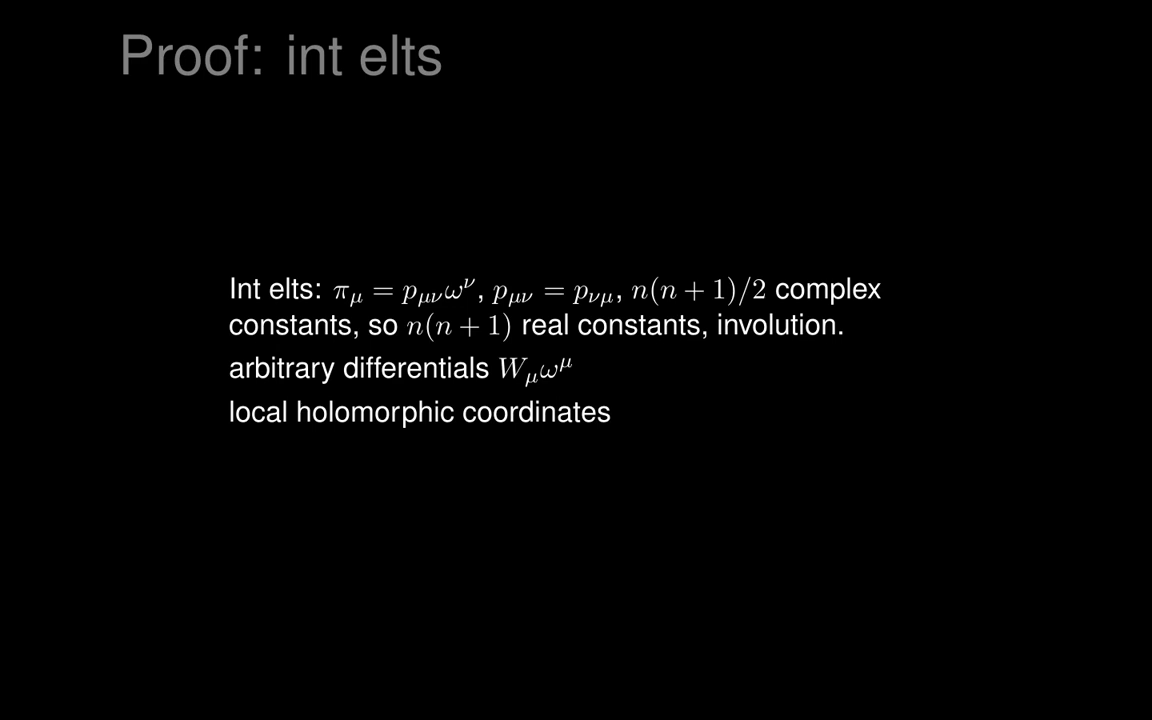 Proof: int elts
Int elts: $\pi_\mu = p_{\mu\nu}\omega^\nu$, $p_{\mu\nu} = p_{\nu\mu}$, $n(n+1)/2$ complex
constants, so $n(n+1)$ real constants, involution.
arbitrary differentials $W_\mu\omega^\mu$
local holomorphic coordinates